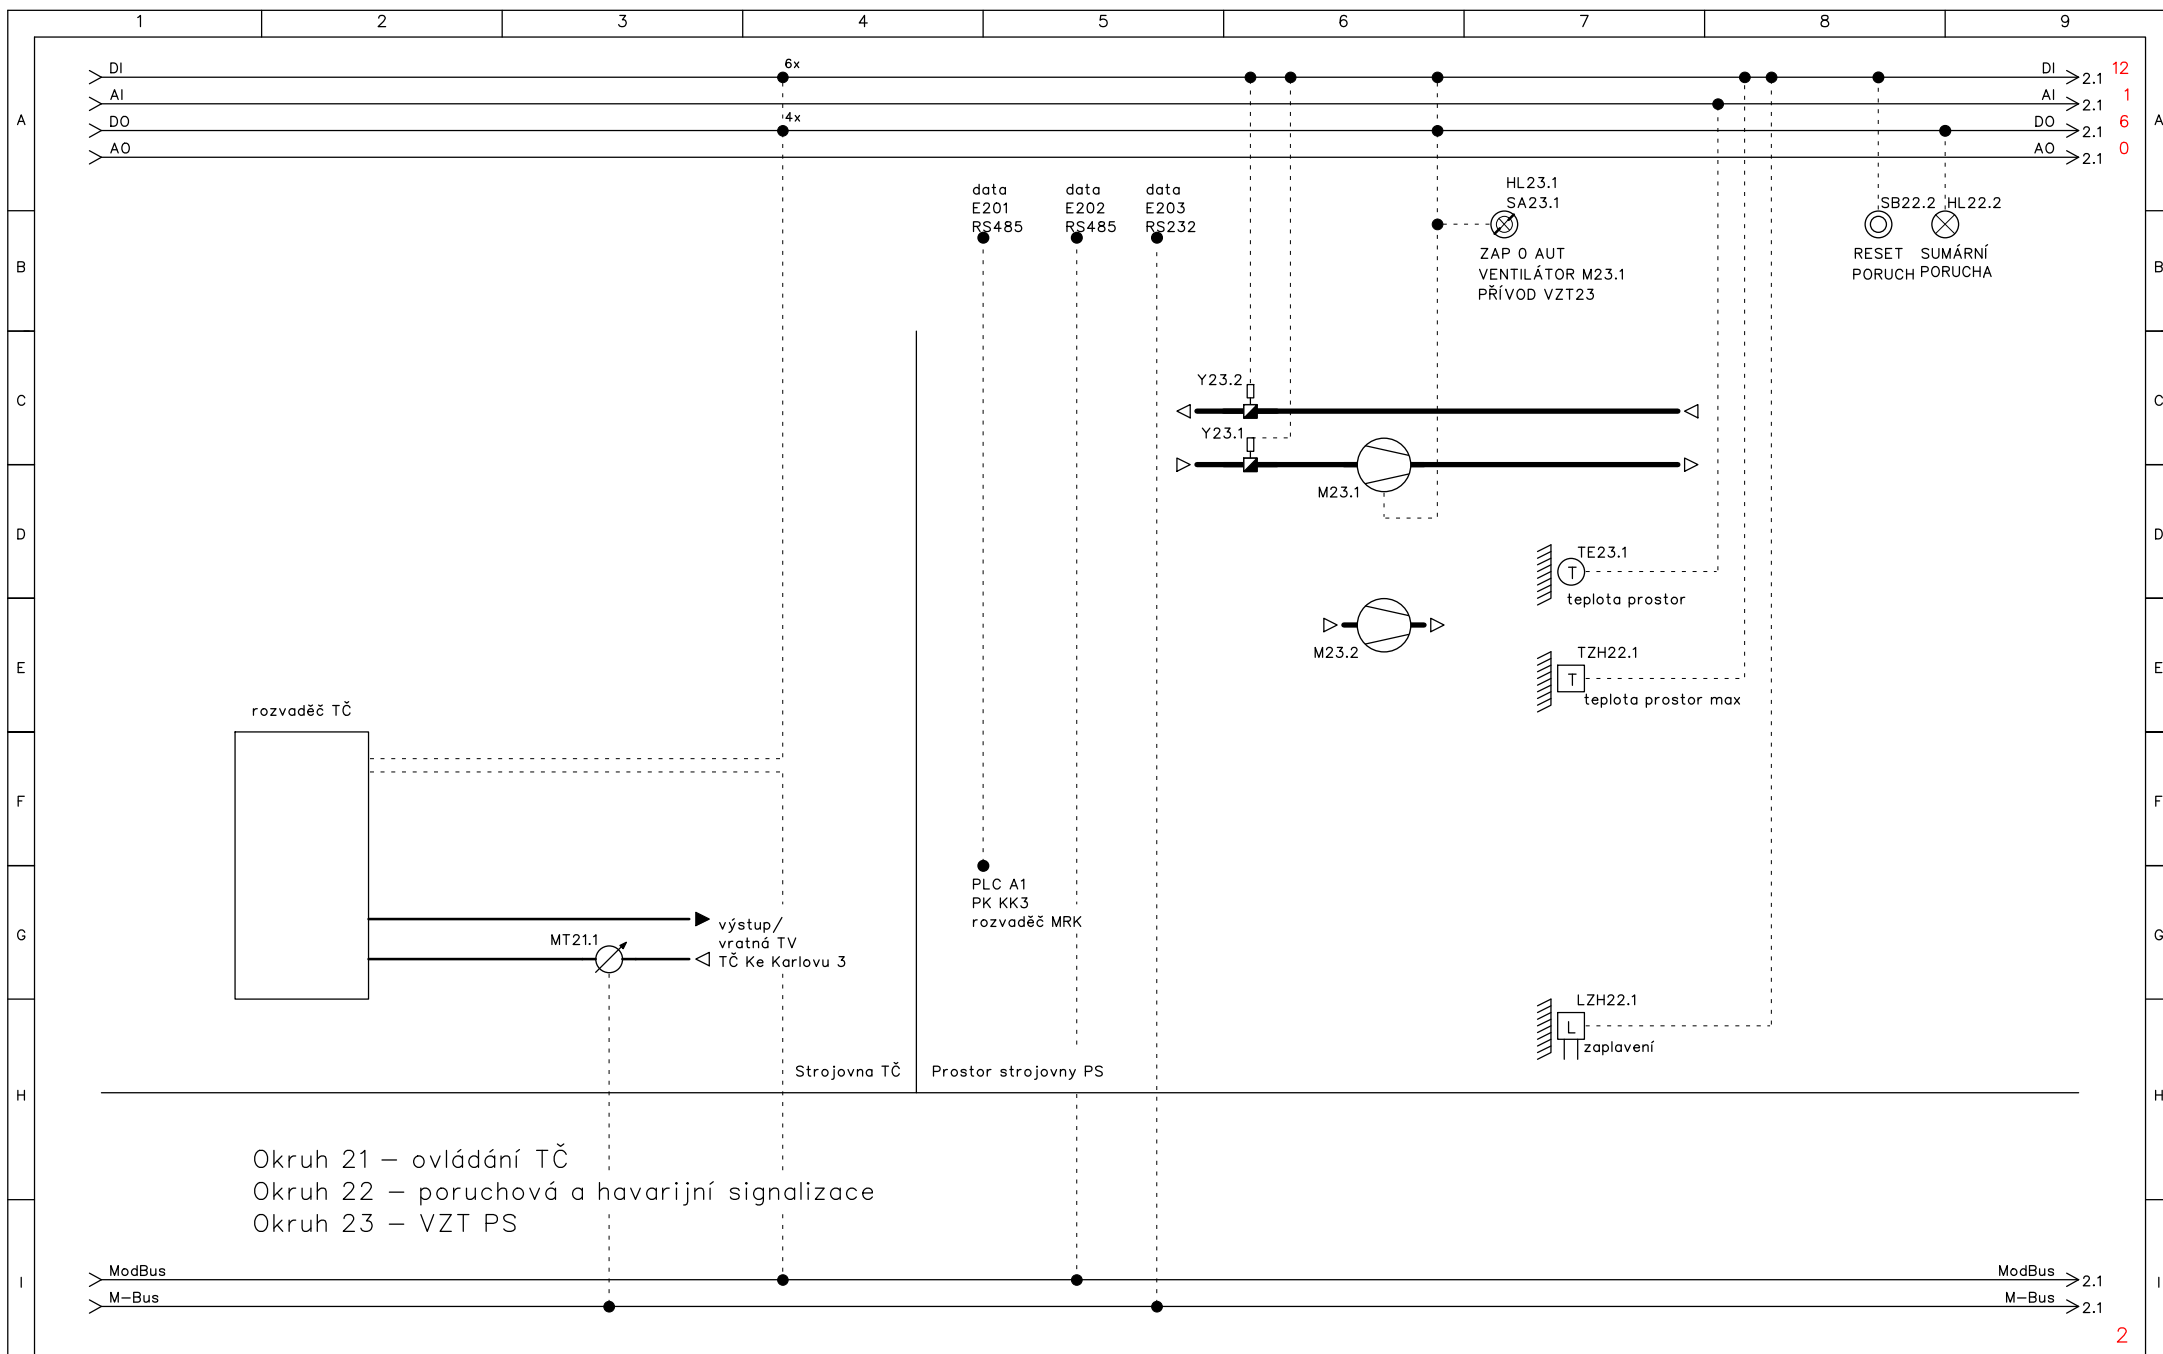 1 2 3 4 5 6 7 8 9
DI 6x DI 2.1 12
AI AI 2.1 1
A DO 4x DO 2.1 6 A
AO AO 2.1 0
data
E201
RS485
data
E202
RS485
data
E203
RS232
HL23.1
SA23.1
ZAP 0 AUT
VENTILÁTOR M23.1
PŘÍVOD VZT23
SB22.2
RESET
PORUCH
HL22.2
SUMÁRNÍ
PORUCHA
B B
Y23.2
C C
Y23.1
M23.1
D D
TE23.1
T
teplota prostor
M23.2
TZH22.1
T
teplota prostor max
E E
rozvaděč TČ
F F
PLC A1
PK KK3
rozvaděč MRK
G G
MT21.1
výstup/
vratná TV
TČ Ke Karlovu 3
LZH22.1
L
zaplavení
Strojovna TČ
Prostor strojovny PS
H H
Okruh 21 – ovládání TČ
Okruh 22 – poruchová a havarijní signalizace
Okruh 23 – VZT PS
ModBus ModBus 2.1
I I
M–Bus M–Bus 2.1
2